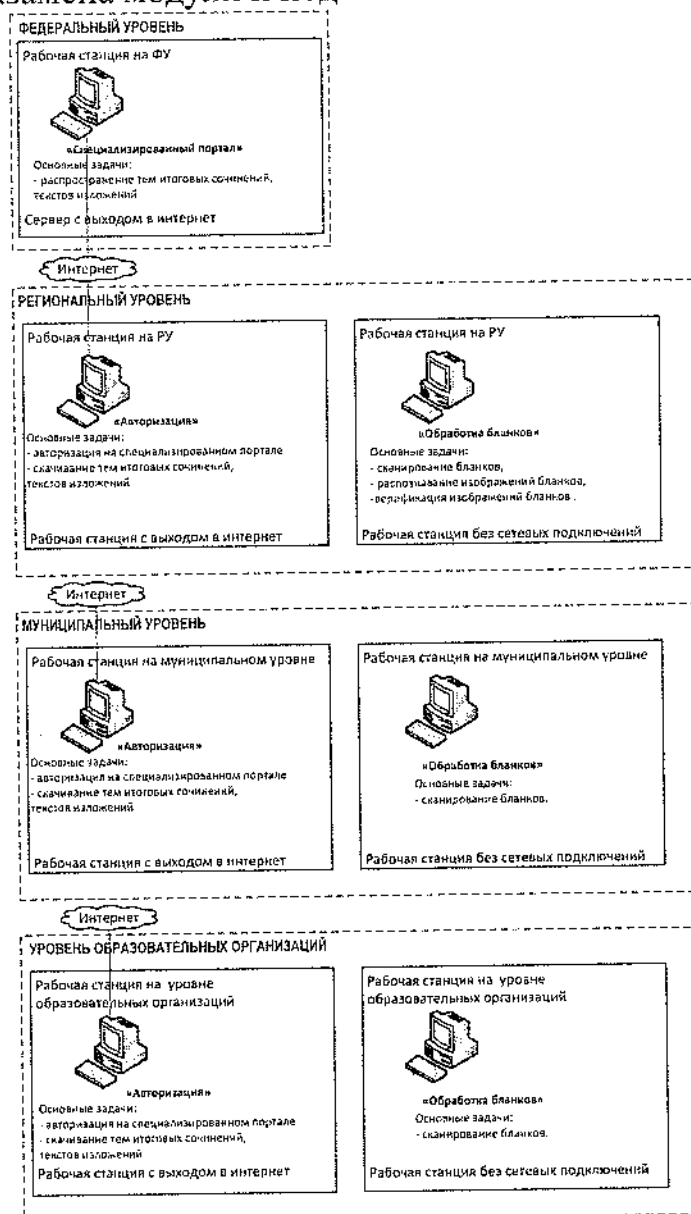 ФЕДЕРАЛЬНЫЙ УРОВЕНЬ
Рабочая станция на ФУ
«Специализированный портал»
Основные задачи:
- распространение тем итоговых сочинений,
текстов изложений
Сервер с выходом в интернет
Интернет
РЕГИОНАЛЬНЫЙ УРОВЕНЬ
Рабочая станция на РУ
«Авторизация»
Основные задачи:
- авторизация на специализированном портале
- скачивание тем итоговых сочинений,
текстов изложений
Рабочая станция с выходом в интернет
Рабочая станция на РУ
«Обработка бланков»
Основные задачи:
- сканирование бланков,
- распознавание изображений бланков,
- верификация изображений бланков.
Рабочая станция без сетевых подключений
Интернет
МУНИЦИПАЛЬНЫЙ УРОВЕНЬ
Рабочая станция на муниципальном уровне
«Авторизация»
Основные задачи:
- авторизация на специализированном портале
- скачивание тем итоговых сочинений,
текстов изложений
Рабочая станция с выходом в интернет
Рабочая станция на муниципальном уровне
«Обработка бланков»
Основные задачи:
- сканирование бланков.
Рабочая станция без сетевых подключений
Интернет
УРОВЕНЬ ОБРАЗОВАТЕЛЬНЫХ ОРГАНИЗАЦИЙ
Рабочая станция на уровне
образовательных организаций
«Авторизация»
Основные задачи:
- авторизация на специализированном портале
- скачивание тем итоговых сочинений,
текстов изложений
Рабочая станция с выходом в интернет
Рабочая станция на уровне
образовательных организаций
«Обработка бланков»
Основные задачи:
- сканирование бланков.
Рабочая станция без сетевых подключений